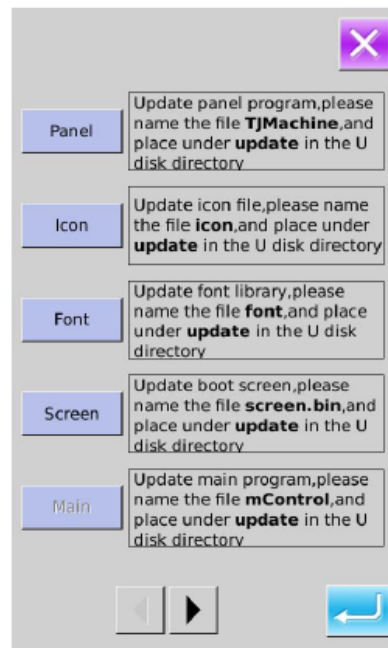 Panel
Update panel program,please
name the file TJMachine,and
place under update in the U
disk directory
Icon
Update icon file,please name
the file icon,and place under
update in the U disk directory
Font
Update font library,please
name the file font,and place
under update in the U disk
directory
Screen
Update boot screen,please
name the file screen.bin,and
place under update in the U
disk directory
Main
Update main program,please
name the file mControl,and
place under update in the U
disk directory